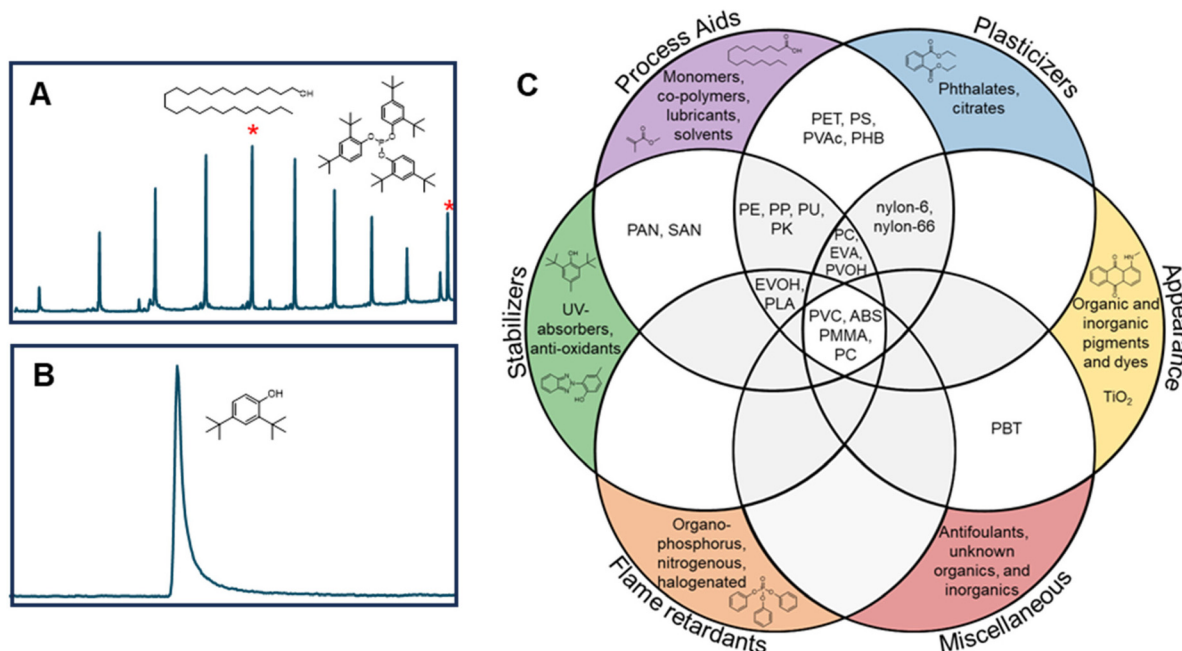 A
OH
*
*
B
OH
C
Process Aids
Monomers,
co-polymers,
lubricants,
solvents
Plasticizers
Phthalates,
citrates
PET, PS,
PVAc, PHB
Stabilizers
UV-
absorbers,
anti-oxidants
PAN, SAN
PE, PP, PU,
PK
nylon-6,
nylon-66
PC,
EVA,
PVOH
EVOH,
PLA
PVC, ABS
PMMA,
PC
Appearance
Organic and
inorganic
pigments
and dyes
TiO2
PBT
Flame retardants
Organo-
phosphorus,
nitrogenous,
halogenated
Miscellaneous
Antifoulants,
unknown
organics, and
inorganics